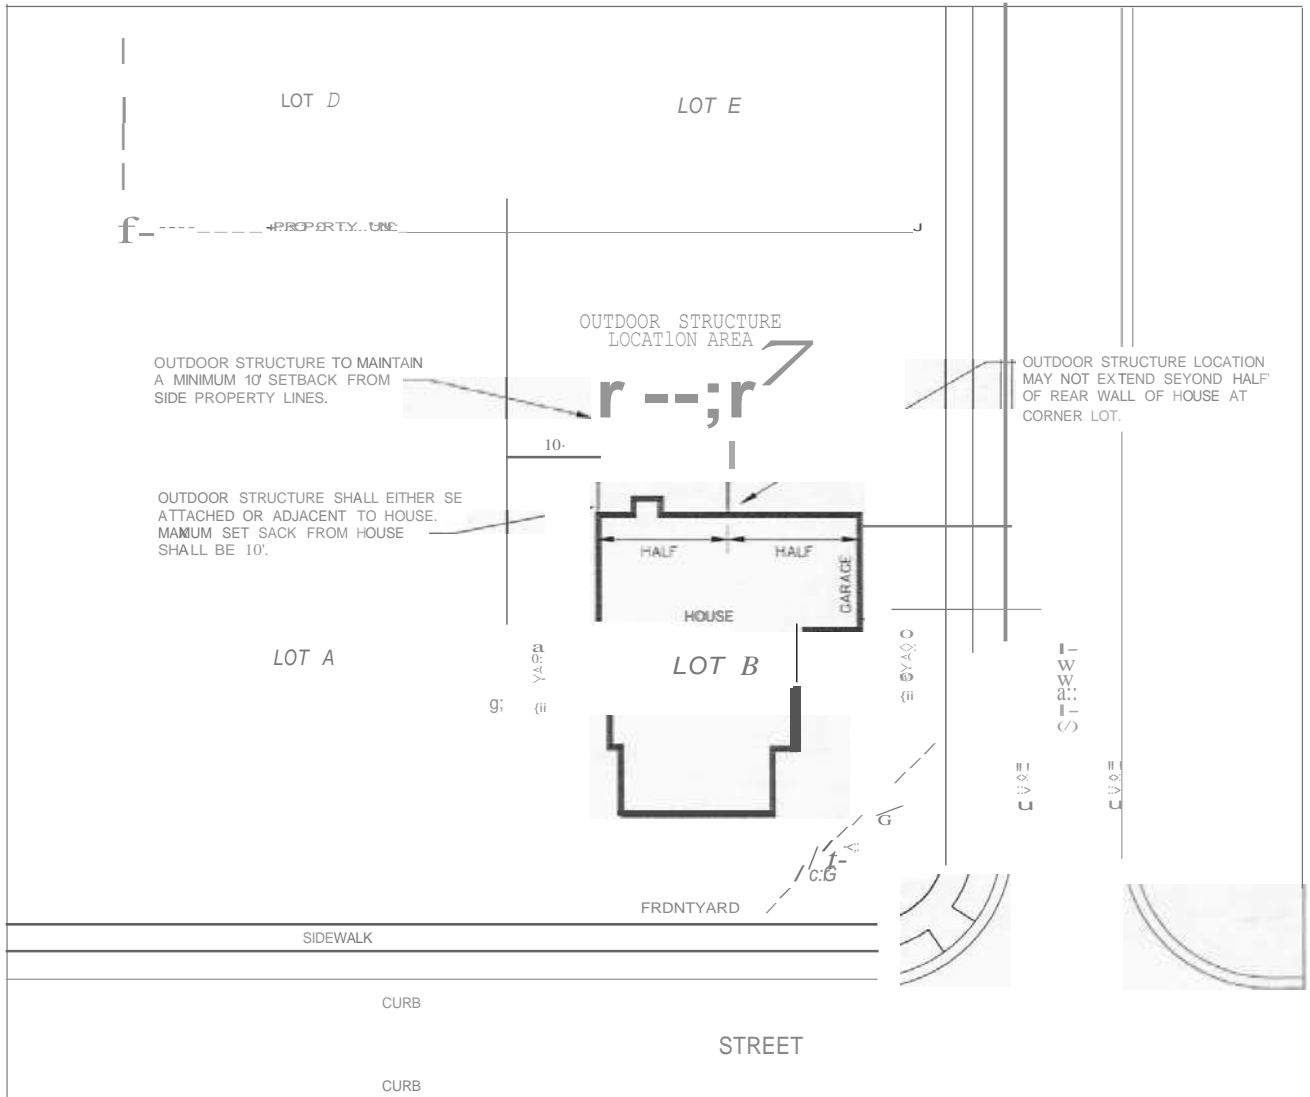 LOT D
LOT E
OUTDOOR STRUCTURE
LOCATION AREA
OUTDOOR STRUCTURE TO MAINTAIN
A MINIMUM 10' SETBACK FROM
SIDE PROPERTY LINES.
OUTDOOR STRUCTURE LOCATION
MAY NOT EXTEND SEYOND HALF'
OF REAR WALL OF HOUSE AT
CORNER LOT.
10·
OUTDOOR STRUCTURE SHALL EITHER SE
ATTACHED OR ADJACENT TO HOUSE.
SET SACK FROM HOUSE
SHALL BE 10'.
HALF
HALF
GARAGE
HOUSE
LOT A
LOT B
FRDNTYARD
SIDEWALK
CURB
STREET
CURB